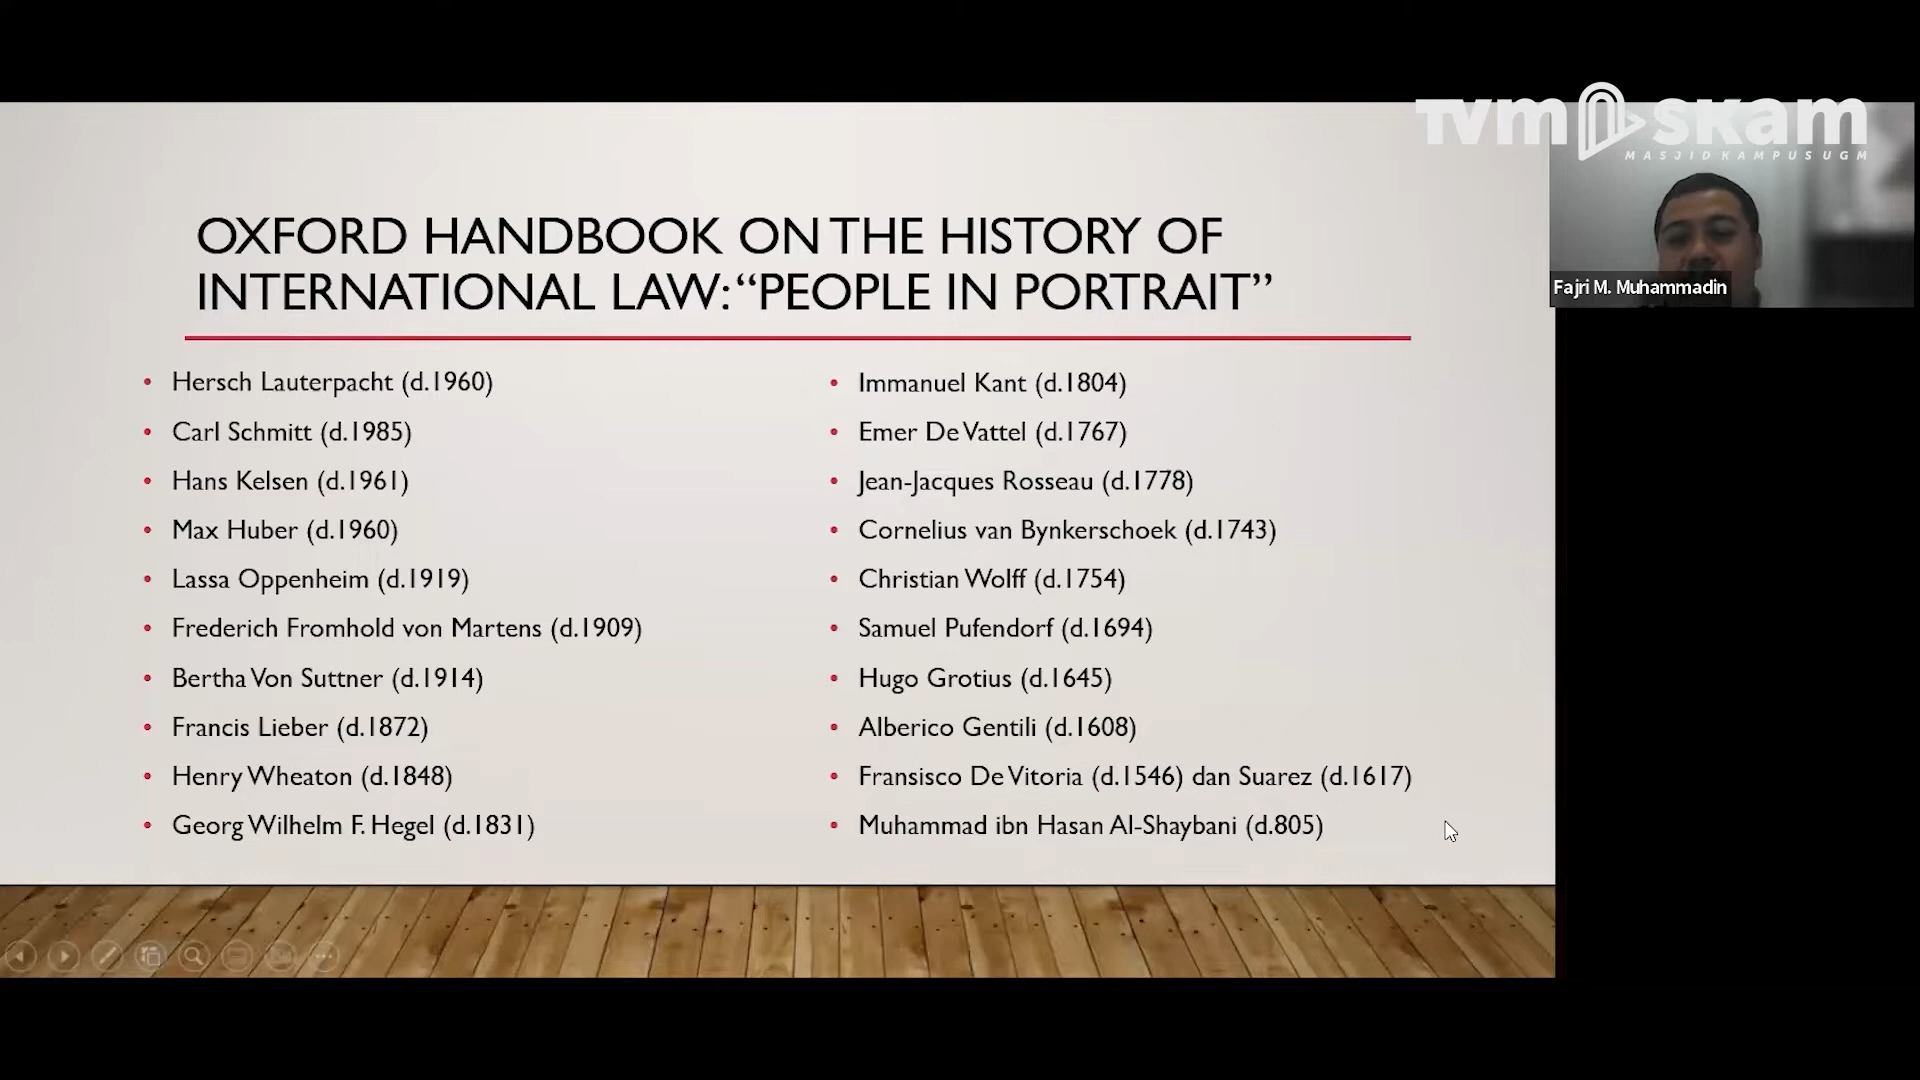 TVM SKAM
MASJID KAMPUS UGM
Fajri M. Muhammadin
OXFORD HANDBOOK ON THE HISTORY OF
INTERNATIONAL LAW: “PEOPLE IN PORTRAIT”
• Hersch Lauterpacht (d.1960)
• Carl Schmitt (d.1985)
• Hans Kelsen (d.1961)
• Max Huber (d.1960)
• Lassa Oppenheim (d.1919)
• Frederich Fromhold von Martens (d.1909)
• Bertha Von Suttner (d.1914)
• Francis Lieber (d.1872)
• Henry Wheaton (d.1848)
• Georg Wilhelm F. Hegel (d.1831)
• Immanuel Kant (d.1804)
• Emer De Vattel (d.1767)
• Jean-Jacques Rosseau (d.1778)
• Cornelius van Bynkerschoek (d.1743)
• Christian Wolff (d.1754)
• Samuel Pufendorf (d.1694)
• Hugo Grotius (d.1645)
• Alberico Gentili (d.1608)
• Fransisco De Vitoria (d.1546) dan Suarez (d.1617)
• Muhammad ibn Hasan Al-Shaybani (d.805)